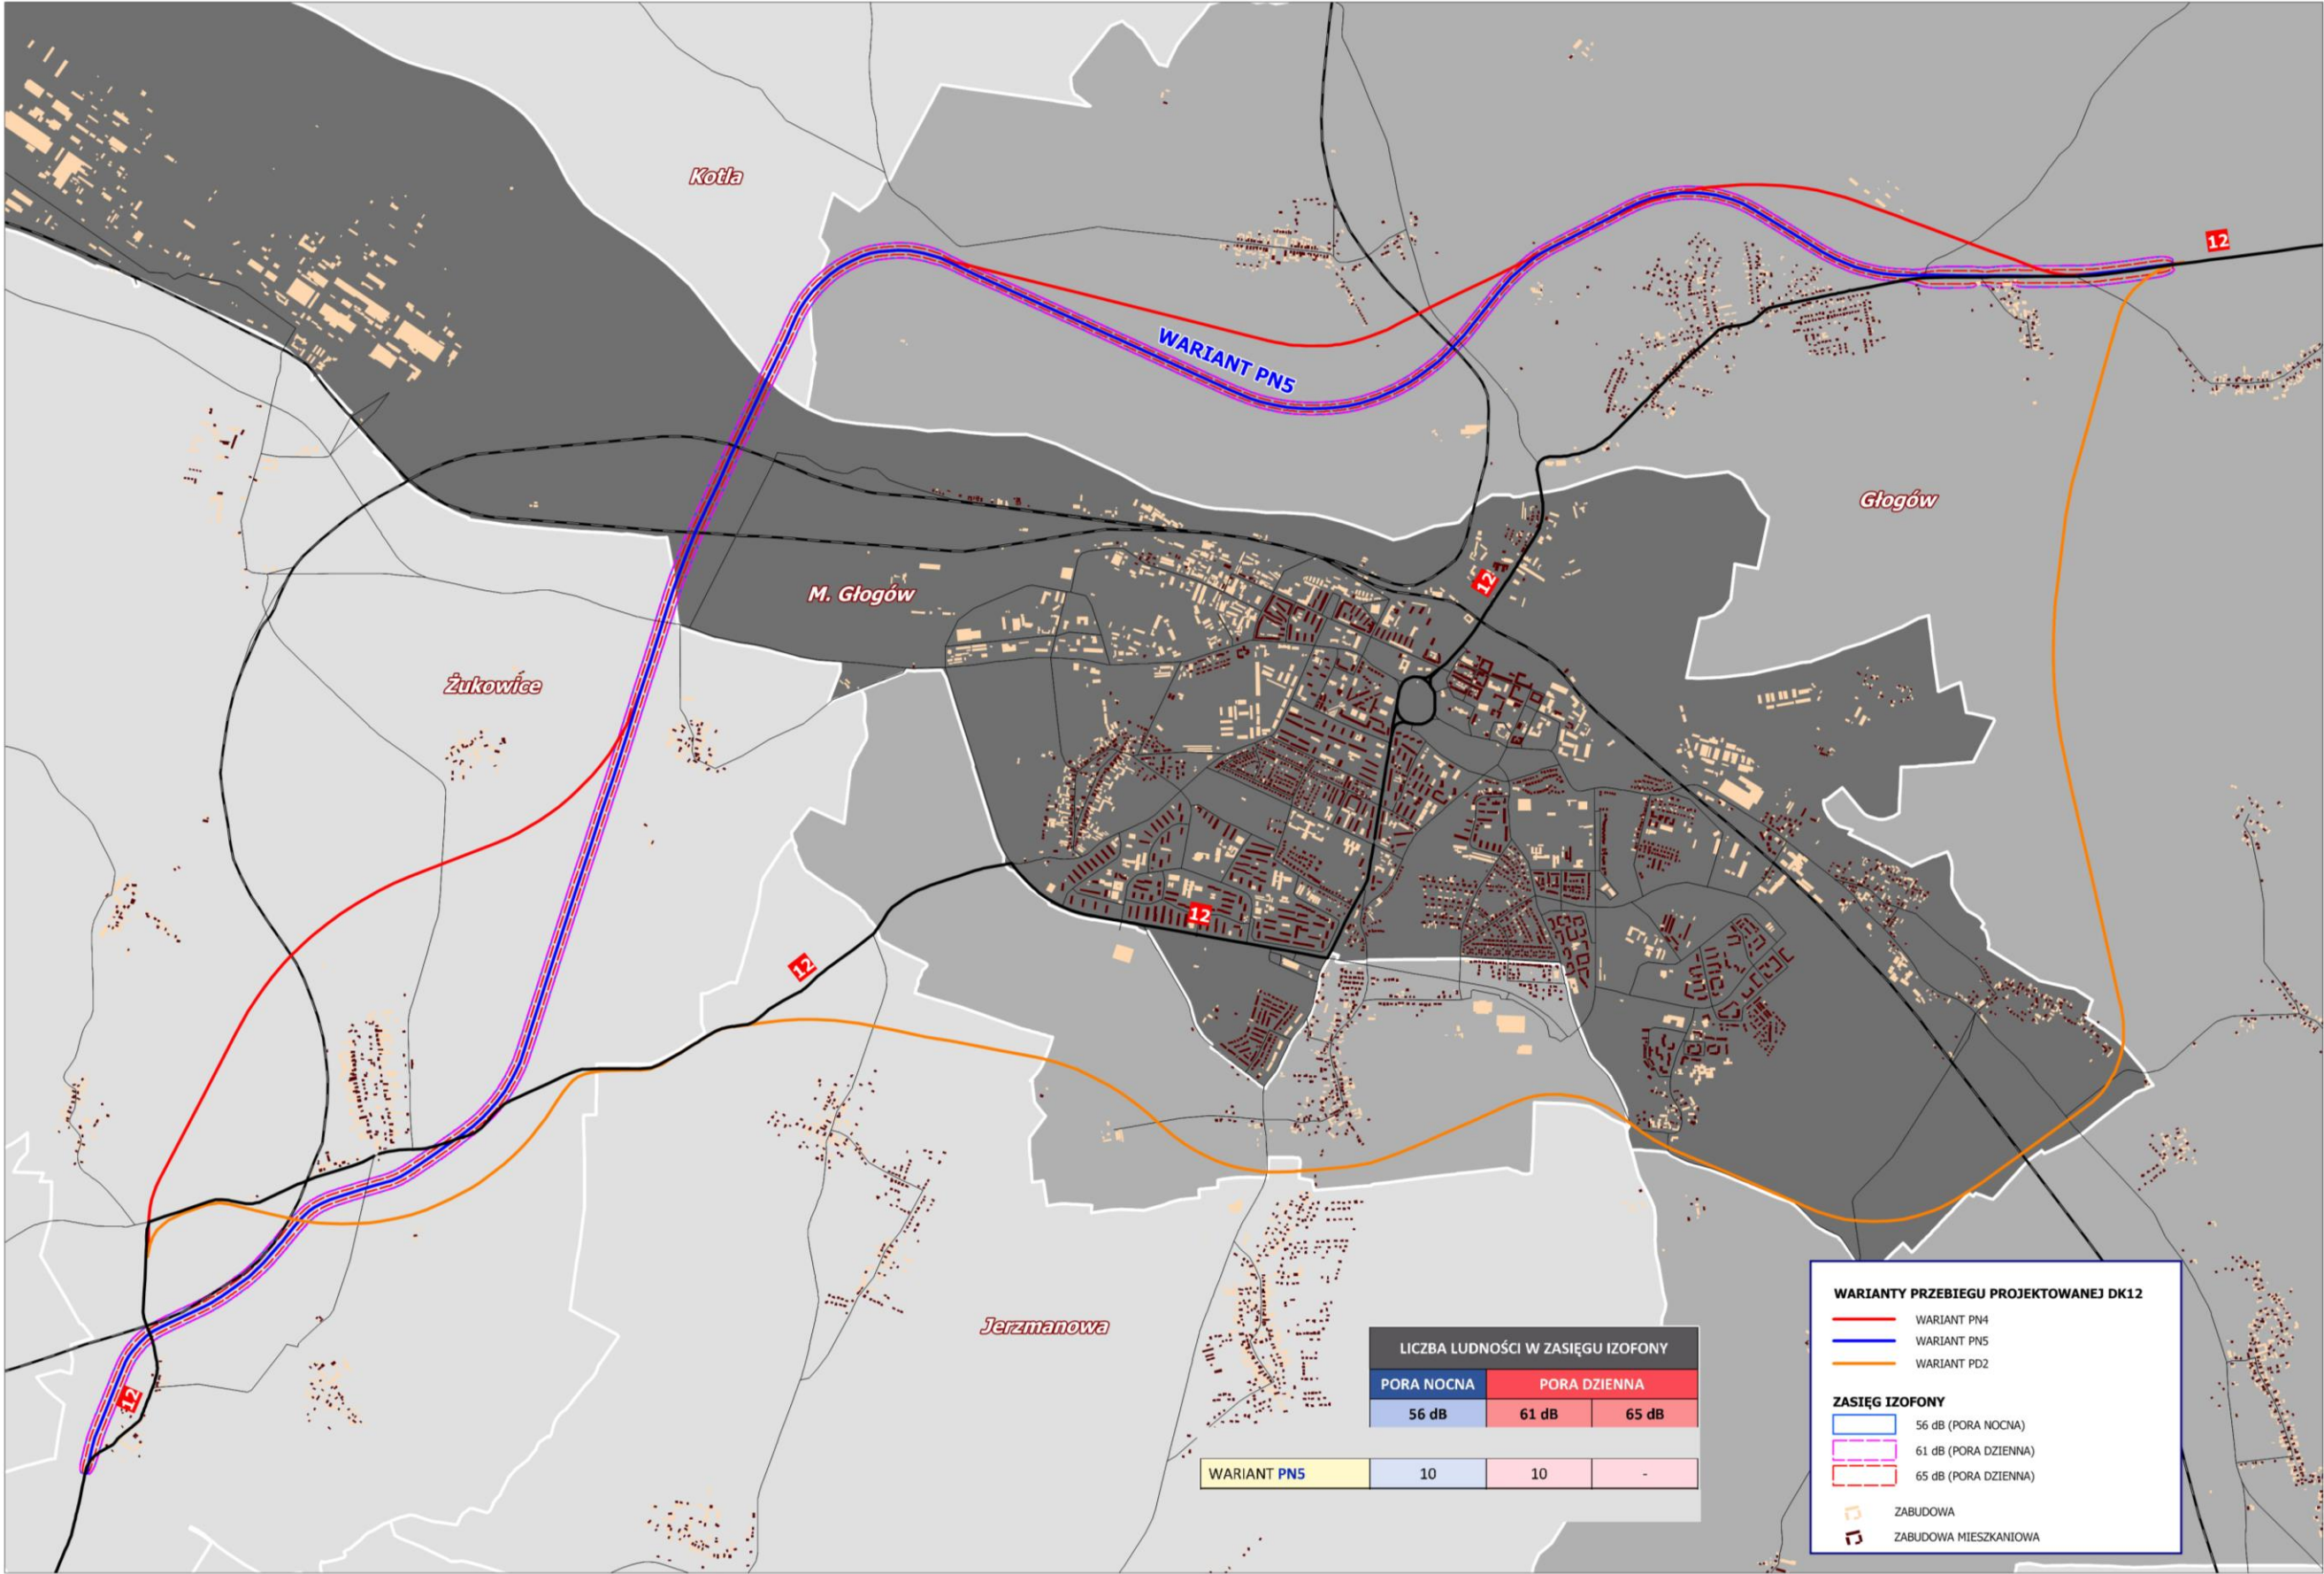 Kotla
12
WARIANT PN5
Głogów
12
M. Głogów
Żukowice
12
12
Jerzmanowa
12
LICZBA LUDNOŚCI W ZASIĘGU IZOFONY
PORA NOCNA PORA DZIENNA
56 dB 61 dB 65 dB
WARIANT PN5 10 10 -
WARIANTY PRZEBIEGU PROJEKTOWANEJ DK12
WARIANT PN4
WARIANT PN5
WARIANT PD2
ZASIĘG IZOFONY
56 dB (PORA NOCNA)
61 dB (PORA DZIENNA)
65 dB (PORA DZIENNA)
ZABUDOWA
ZABUDOWA MIESZKANIOWA